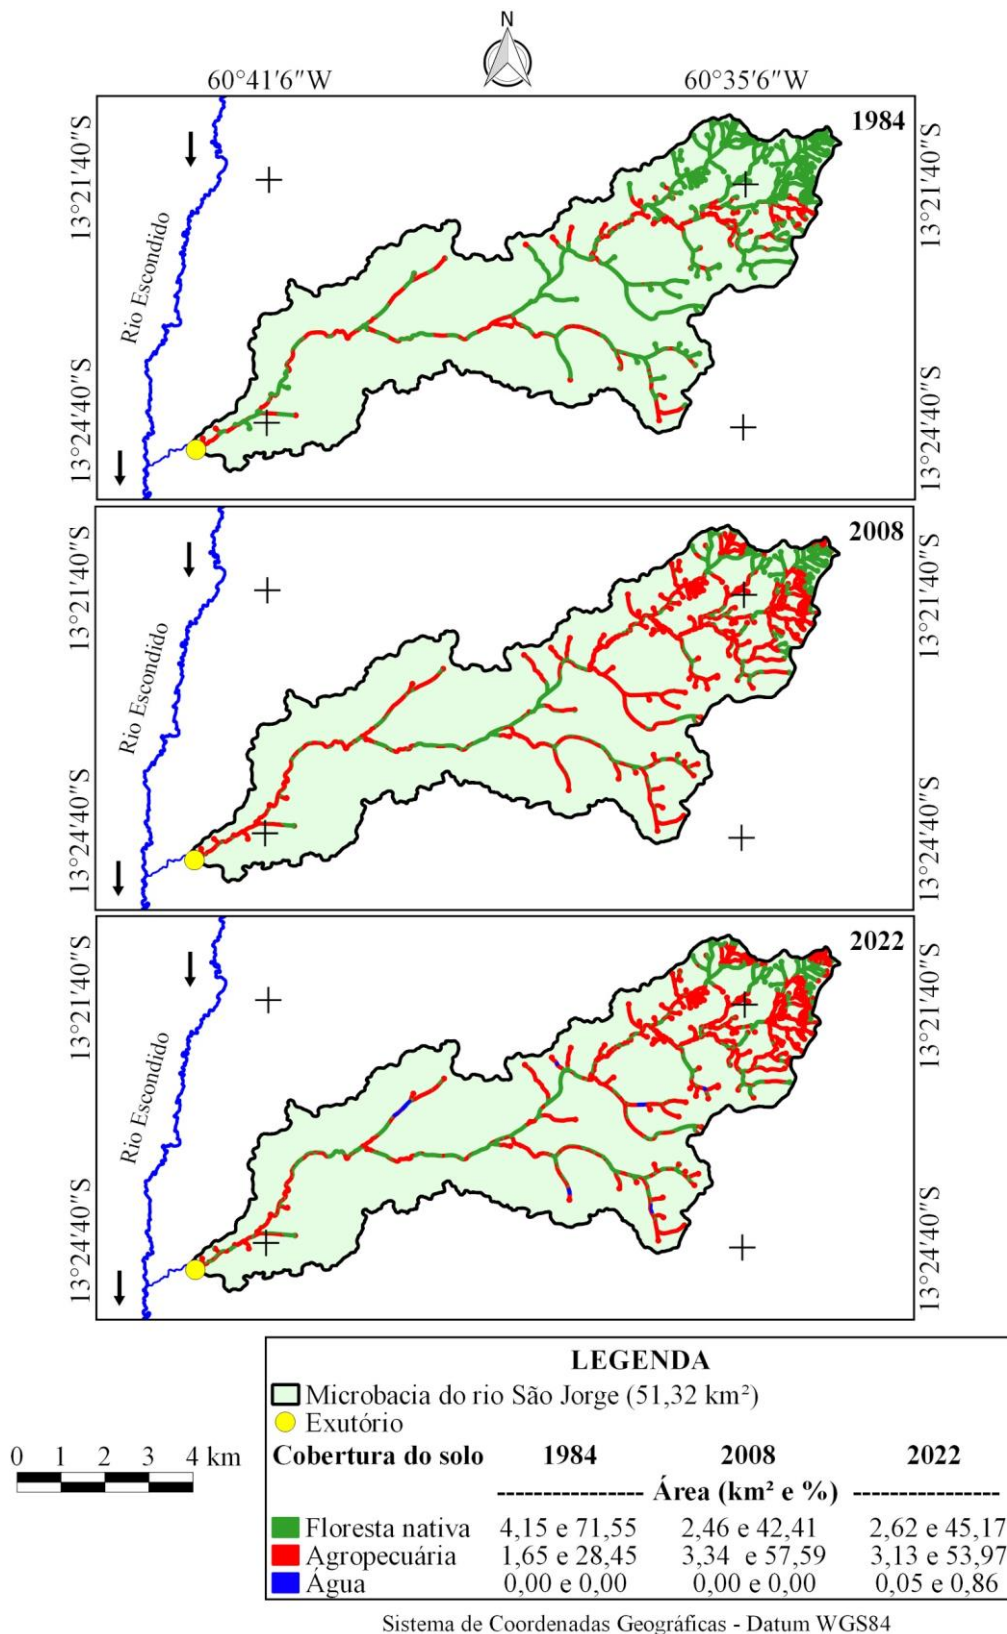 N
60°41'6"W 60°35'6"W
1984
13°21'40"S
13°21'40"S
Rio Escondido
13°24'40"S
13°24'40"S
2008
13°21'40"S
13°21'40"S
Rio Escondido
13°24'40"S
13°24'40"S
2022
13°21'40"S
13°21'40"S
Rio Escondido
13°24'40"S
13°24'40"S
LEGENDA
Microbacia do rio São Jorge (51,32 km²)
Exutório
0 1 2 3 4 km
Cobertura do solo 1984 2008 2022
---------------- Área (km² e %) ----------------
Floresta nativa 4,15 e 71,55 2,46 e 42,41 2,62 e 45,17
Agropecuária 1,65 e 28,45 3,34 e 57,59 3,13 e 53,97
Água 0,00 e 0,00 0,00 e 0,00 0,05 e 0,86
Sistema de Coordenadas Geográficas - Datum WGS84